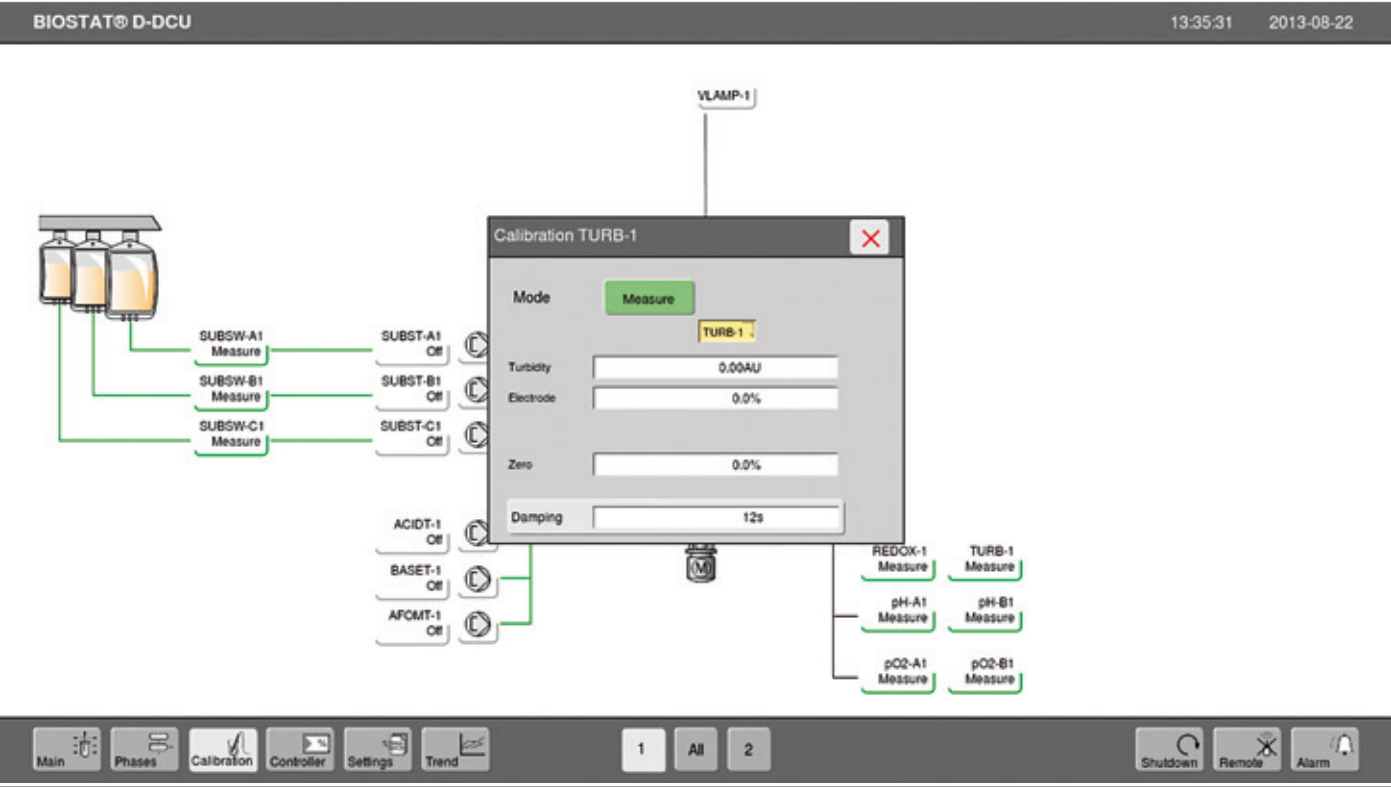 BIOSTAT® D-DCU
13:35:31 2013-08-22
VLAMP-1
Calibration TURB-1
Mode Measure
TURB-1
Turbidity 0.00AU
Electrode 0.0%
Zero 0.0%
Damping 12s
SUBSW-A1
Measure
SUBST-A1
Off
SUBSW-B1
Measure
SUBST-B1
Off
SUBSW-C1
Measure
SUBST-C1
Off
ACIDT-1
Off
BASET-1
Off
AFOMT-1
Off
M
REDOX-1
Measure
TURB-1
Measure
pH-A1
Measure
pH-B1
Measure
pO2-A1
Measure
pO2-B1
Measure
Main Phases Calibration Controller Settings Trend
1 All 2
Shutdown Remote Alarm